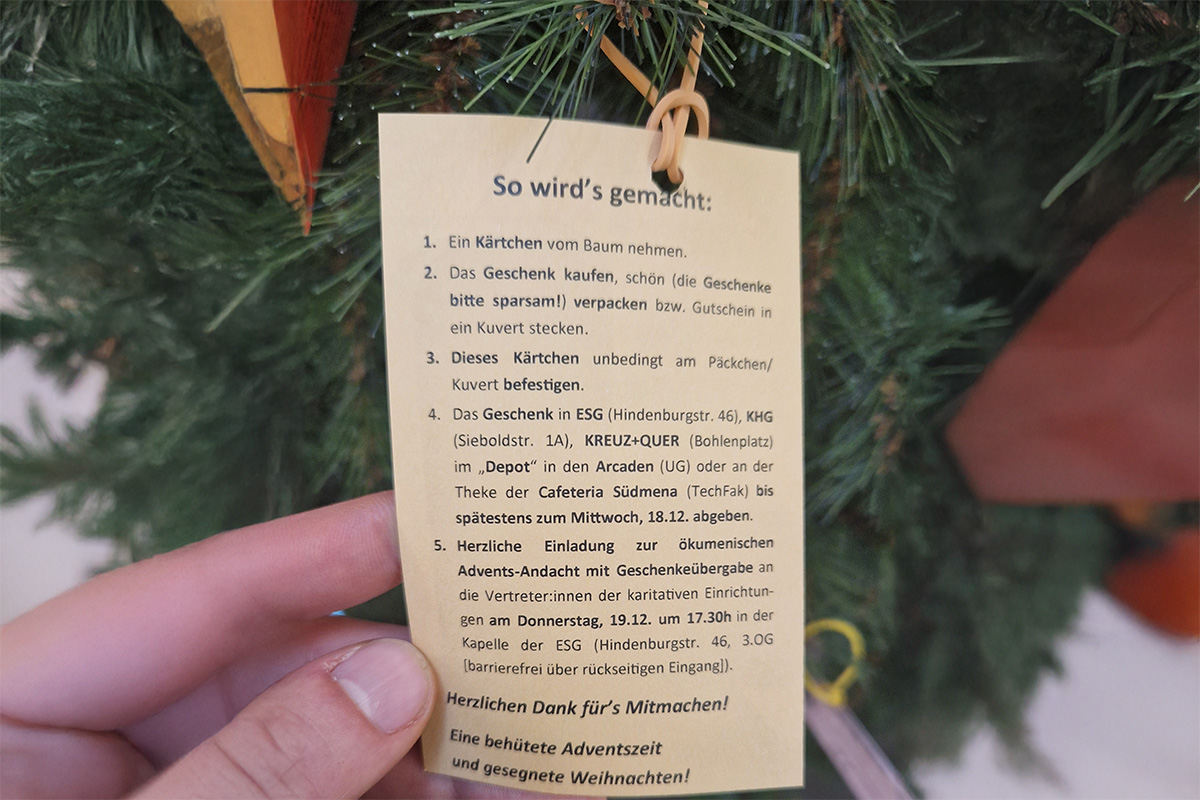 So wird's gemacht:
1. Ein Kärtchen vom Baum nehmen.
2. Das Geschenk kaufen, schön (die Geschenke
bitte sparsam!) verpacken bzw. Gutschein in
ein Kuvert stecken.
3. Dieses Kärtchen unbedingt am Päckchen/
Kuvert befestigen.
4. Das Geschenk in ESG (Hindenburgstr. 46), KHG
(Sieboldstr. 1A), KREUZ+QUER (Bohlenplatz)
im „Depot“ in den Arcaden (UG) oder an der
Theke der Cafeteria Südmena (TechFak) bis
spätestens zum Mittwoch, 18.12. abgeben.
5. Herzliche Einladung zur ökumenischen
Advents-Andacht mit Geschenkeübergabe an
die Vertreter:innen der karitativen Einrichtun-
gen am Donnerstag, 19.12. um 17.30h in der
Kapelle der ESG (Hindenburgstr. 46, 3.OG
[barrierefrei über rückseitigen Eingang]).
Herzlichen Dank für's Mitmachen!
Eine behütete Adventszeit
und gesegnete Weihnachten!